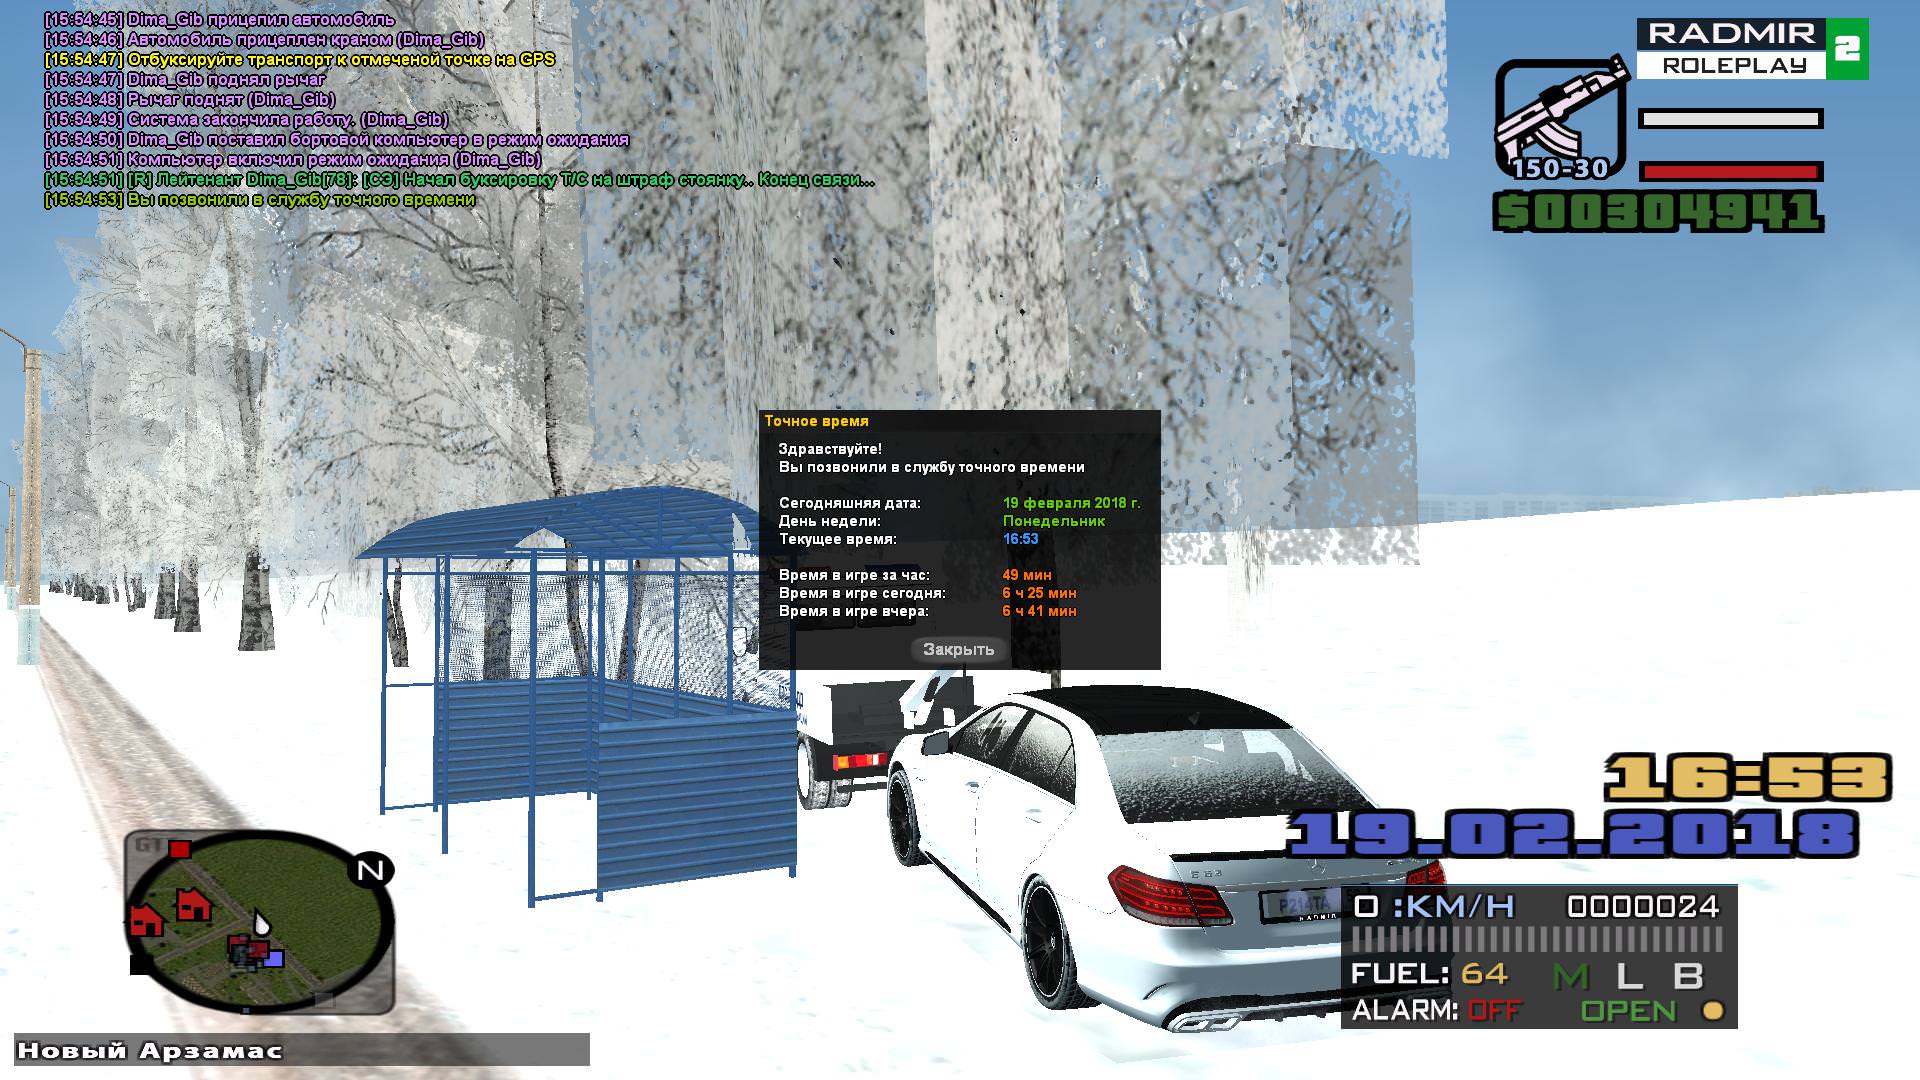 [15:54:45] Dima_Gib прицепил автомобиль
[15:54:46] Автомобиль прицеплен краном (Dima_Gib)
[15:54:47] Отбуксируйте транспорт к отмеченой точке на GPS
[15:54:47] Dima_Gib поднял рычаг
[15:54:48] Рычаг поднят (Dima_Gib)
[15:54:49] Система закончила работу. (Dima_Gib)
[15:54:50] Dima_Gib поставил бортовой компьютер в режим ожидания
[15:54:51] Компьютер включил режим ожидания (Dima_Gib)
[15:54:51] [R] Лейтенант Dima_Gib[78]: [СЭ] Начал буксировку Т/С на штраф стоянку.. Конец связи...
[15:54:53] Вы позвонили в службу точного времени
RADMIR 2
ROLEPLAY
150-30
$00304941
Точное время
Здравствуйте!
Вы позвонили в службу точного времени
Сегодняшняя дата: 19 февраля 2018 г.
День недели: Понедельник
Текущее время: 16:53
Время в игре за час: 49 мин
Время в игре сегодня: 6 ч 25 мин
Время в игре вчера: 6 ч 41 мин
Закрыть
16:53
19.02.2018
E 63
P214TA
RADMIR
0 :KM/H 0000024
FUEL: 64 M L B
ALARM: OFF OPEN
GT
N
Новый Арзамас